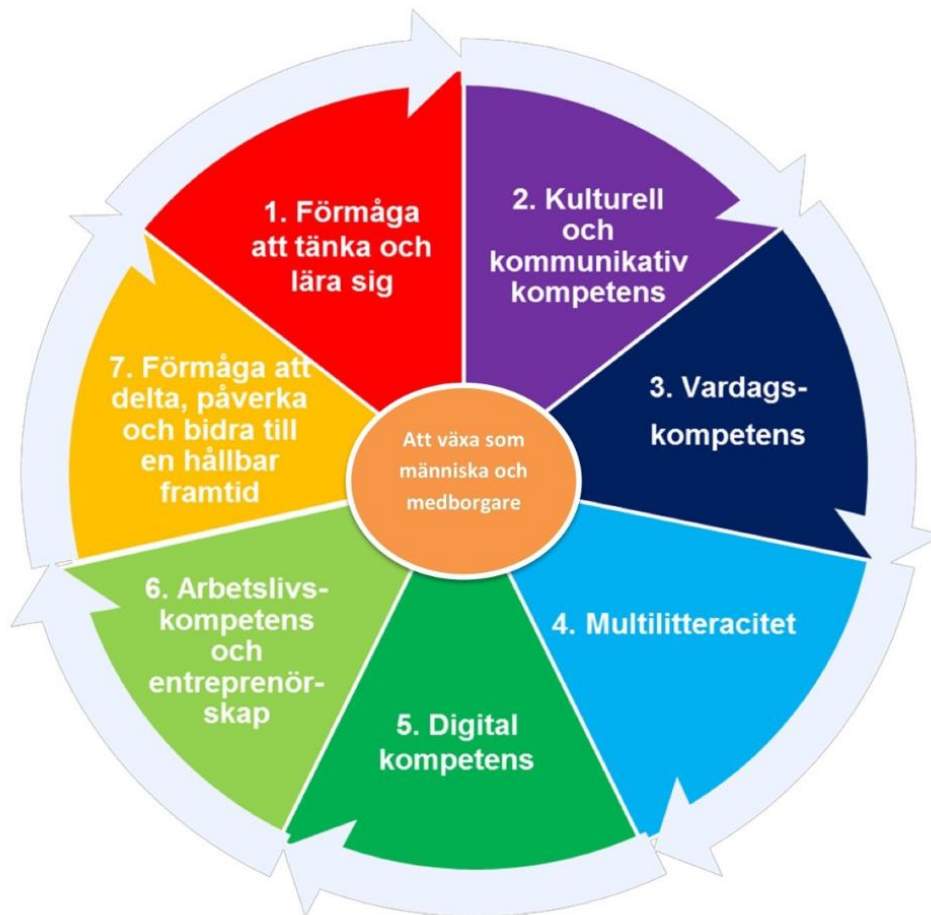 1. Förmåga
att tänka och
lära sig
2. Kulturell
och
kommunikativ
kompetens
3. Vardags-
kompetens
4. Multilitteracitet
5. Digital
kompetens
6. Arbetslivs-
kompetens
och
entreprenör-
skap
7. Förmåga att
delta, påverka
och bidra till
en hållbar
framtid
Att växa som
människa och
medborgare